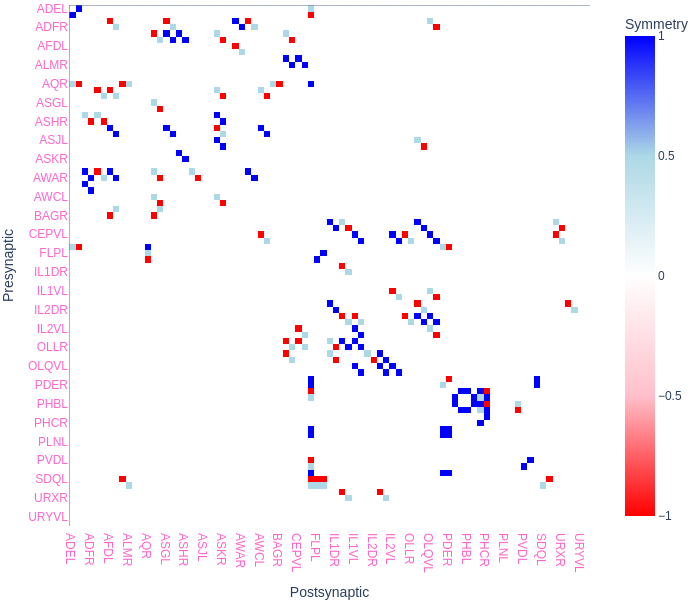 Symmetry
1
0.5
0
−0.5
−1
Presynaptic
ADEL
ADFR
AFDL
ALMR
AQR
ASGL
ASHR
ASJL
ASKR
AWAR
AWCL
BAGR
CEPVL
FLPL
IL1DR
IL1VL
IL2DR
IL2VL
OLLR
OLQVL
PDER
PHBL
PHCR
PLNL
PVDL
SDQL
URXR
URYVL
ADEL
ADFR
AFDL
ALMR
AQR
ASGL
ASHR
ASJL
ASKR
AWAR
AWCL
BAGR
CEPVL
FLPL
IL1DR
IL1VL
IL2DR
IL2VL
OLLR
OLQVL
PDER
PHBL
PHCR
PLNL
PVDL
SDQL
URXR
URYVL
Postsynaptic